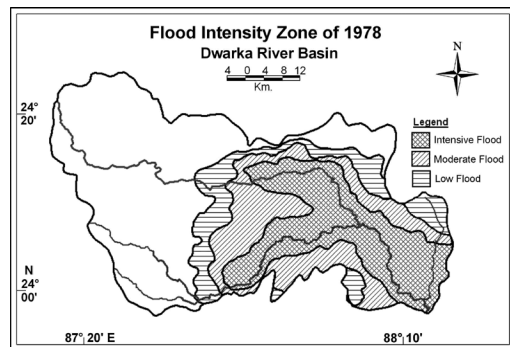 Flood Intensity Zone of 1978
Dwarka River Basin
4 0 4 8 12
Km.
N
24°
20'
Legend
Intensive Flood
Moderate Flood
Low Flood
N
24°
00'
87° 20' E
88° 10'